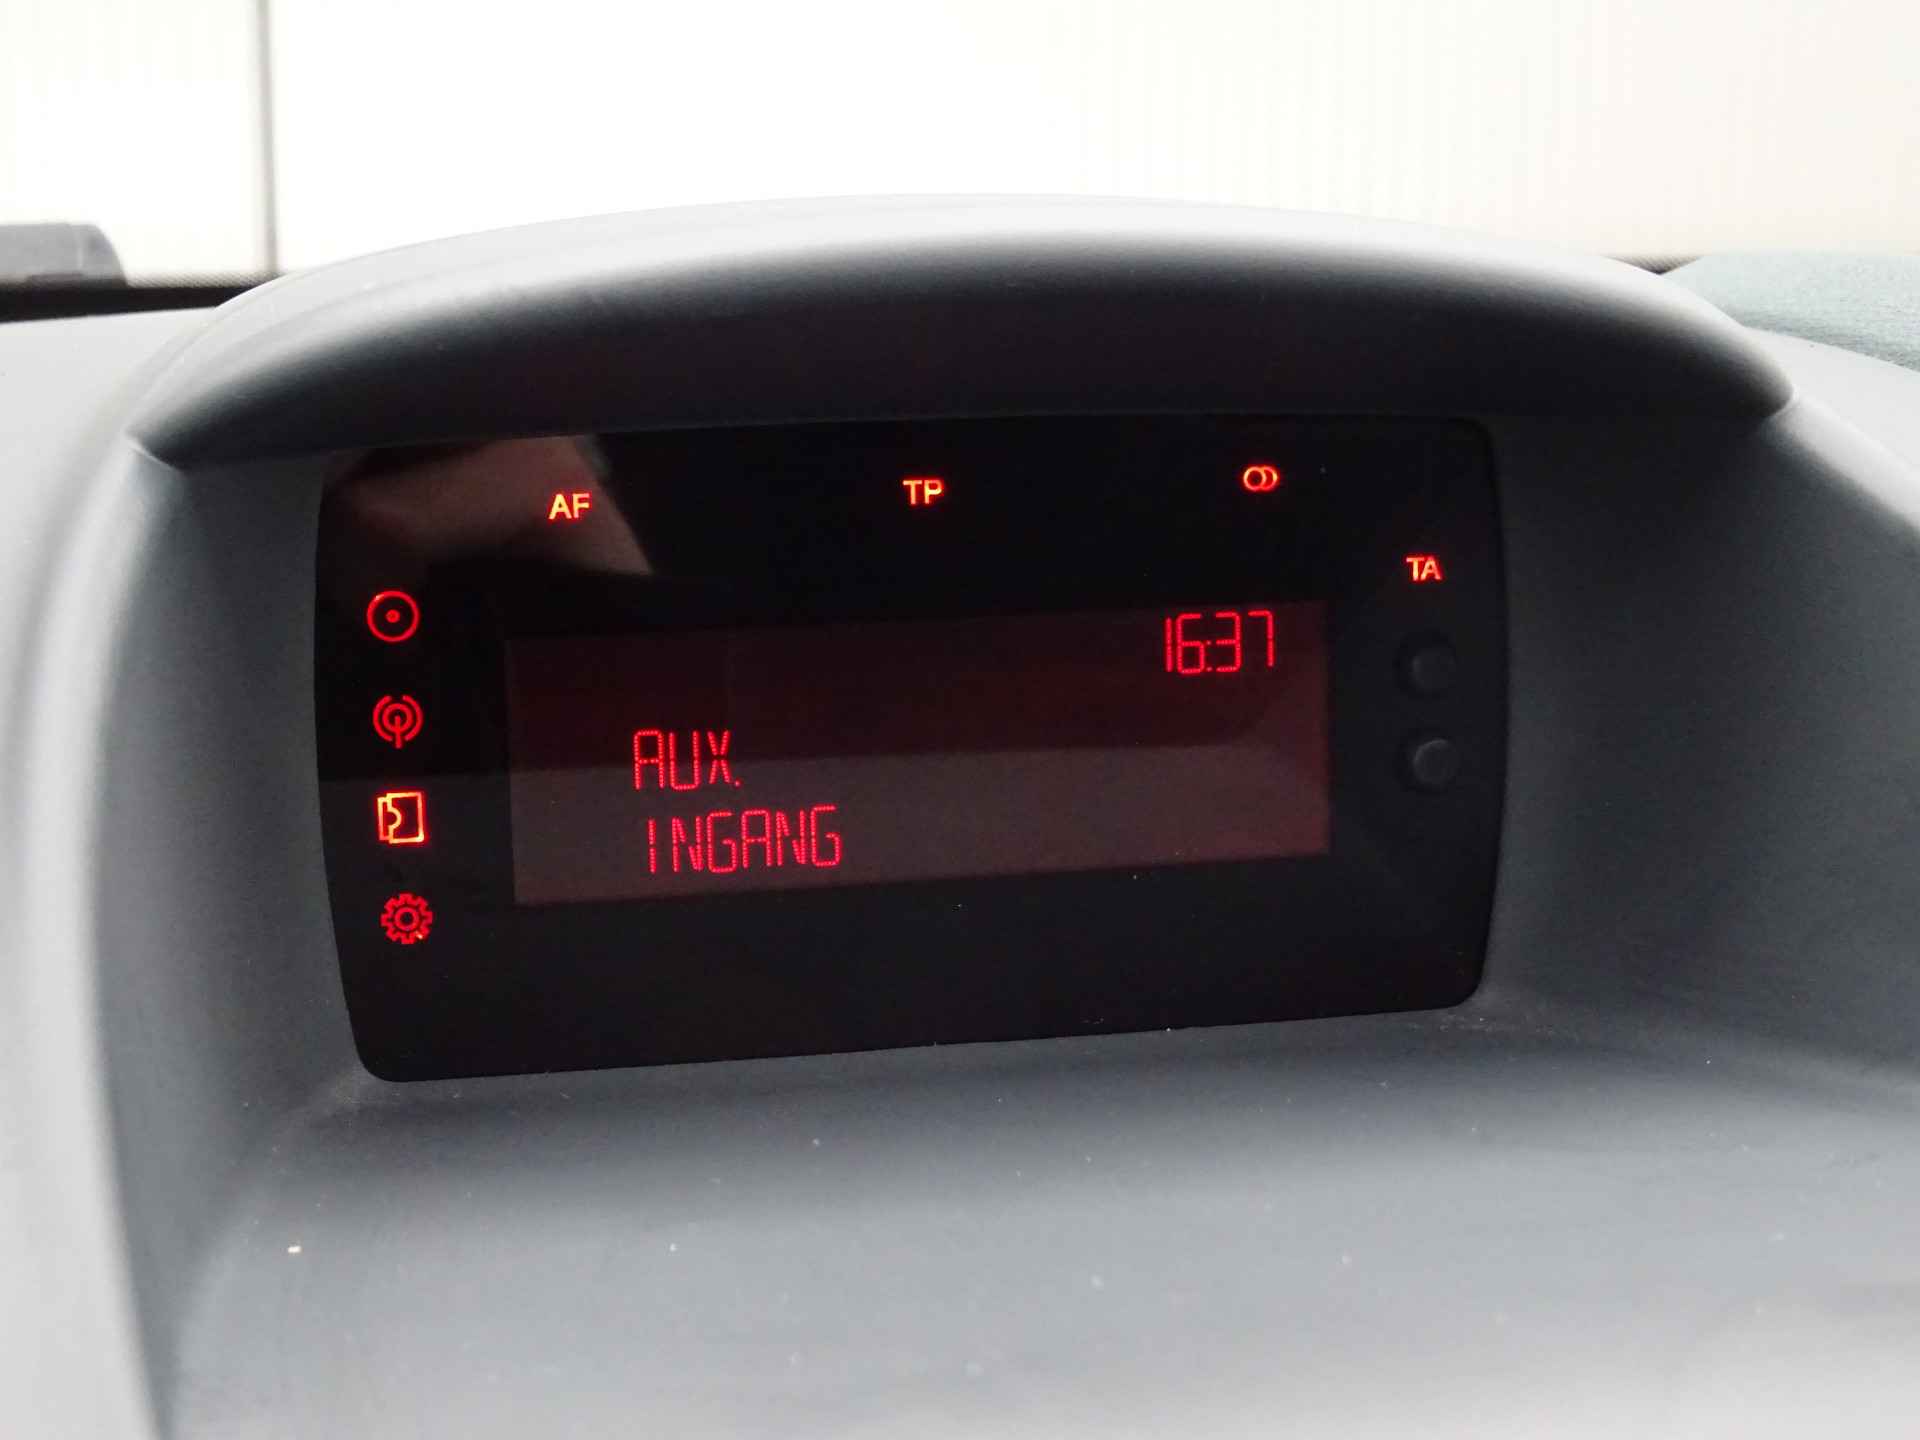 AF TP
TA
16:37
AUX.
INGANG